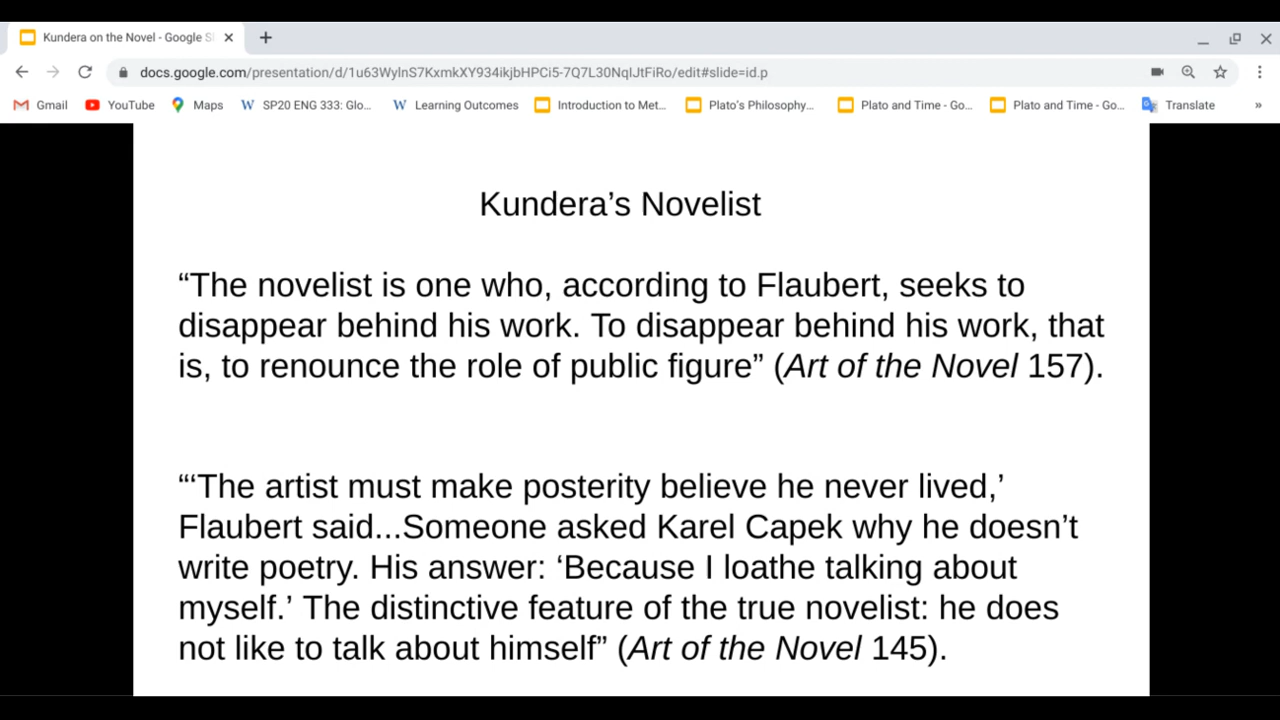 Kundera on the Novel - Google Sl
docs.google.com/presentation/d/1u63WylnS7KxmkXY934ikjbHPCi5-7Q7L30NqIJtFiRo/edit#slide=id.p
Gmail YouTube Maps SP20 ENG 333: Glo... Learning Outcomes Introduction to Met... Plato's Philosophy... Plato and Time - Go... Plato and Time - Go... Translate »
Kundera’s Novelist
“The novelist is one who, according to Flaubert, seeks to
disappear behind his work. To disappear behind his work, that
is, to renounce the role of public figure” (Art of the Novel 157).
“‘The artist must make posterity believe he never lived,’
Flaubert said...Someone asked Karel Capek why he doesn’t
write poetry. His answer: ‘Because I loathe talking about
myself.’ The distinctive feature of the true novelist: he does
not like to talk about himself” (Art of the Novel 145).